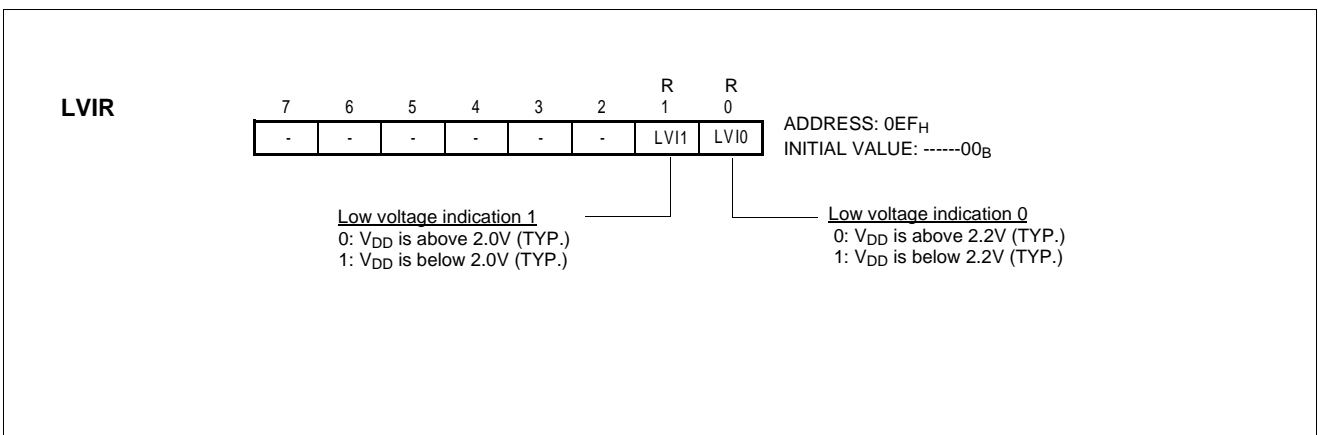 R R
LVIR 7 6 5 4 3 2 1 0
- - - - - - LVI1 LVI0
ADDRESS: 0EFH
INITIAL VALUE: ------00B
Low voltage indication 1
0: VDD is above 2.0V (TYP.)
1: VDD is below 2.0V (TYP.)
Low voltage indication 0
0: VDD is above 2.2V (TYP.)
1: VDD is below 2.2V (TYP.)